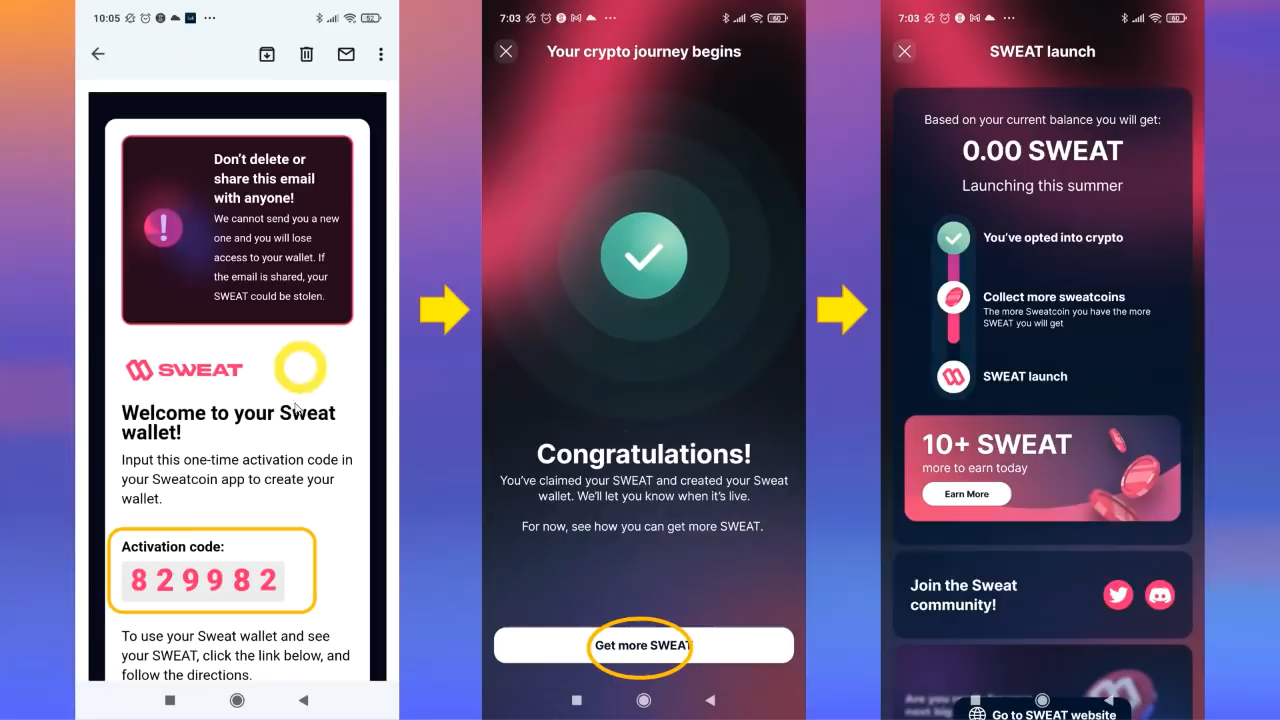 10:05
52
Don't delete or
share this email
with anyone!
We cannot send you a new
one and you will lose
access to your wallet. If
the email is shared, your
SWEAT could be stolen.
SWEAT
Welcome to your Sweat
wallet!
Input this one-time activation code in
your Sweatcoin app to create your
wallet.
Activation code:
829982
To use your Sweat wallet and see
your SWEAT, click the link below, and
follow the directions.
7:03
60
Your crypto journey begins
Congratulations!
You've claimed your SWEAT and created your Sweat
wallet. We'll let you know when it's live.
For now, see how you can get more SWEAT.
Get more SWEAT
7:03
60
SWEAT launch
Based on your current balance you will get:
0.00 SWEAT
Launching this summer
You've opted into crypto
Collect more sweatcoins
The more Sweatcoin you have the more
SWEAT you will get
SWEAT launch
10+ SWEAT
more to earn today
Earn More
Join the Sweat
community!
Are you
next big
Go to SWEAT website